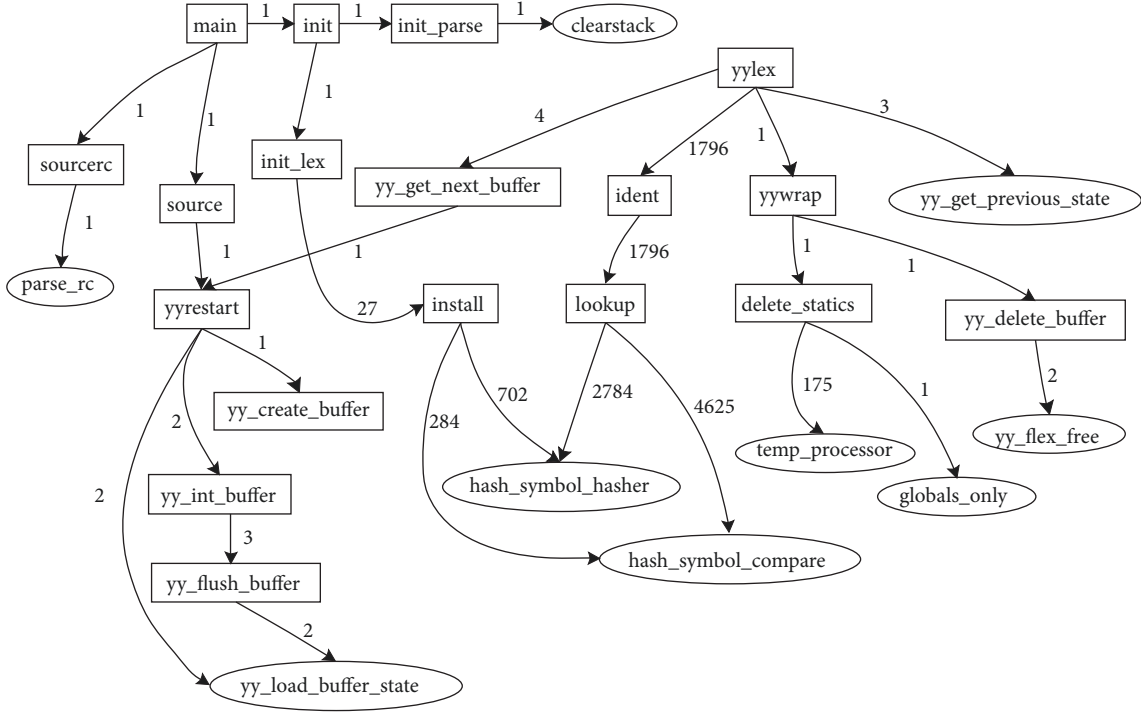 main
1
init
1
init_parse
1
clearstack
yylex
1
1
1
4
1796
1
3
sourcerc
init_lex
yy_get_next_buffer
ident
yywrap
yy_get_previous_state
source
1
1
1
1796
1
1
parse_rc
yyrestart
27
install
lookup
delete_statics
yy_delete_buffer
1
2
yy_create_buffer
284
702
2784
4625
175
1
2
temp_processor
yy_flex_free
2
yy_int_buffer
hash_symbol_hasher
globals_only
3
hash_symbol_compare
yy_flush_buffer
2
yy_load_buffer_state